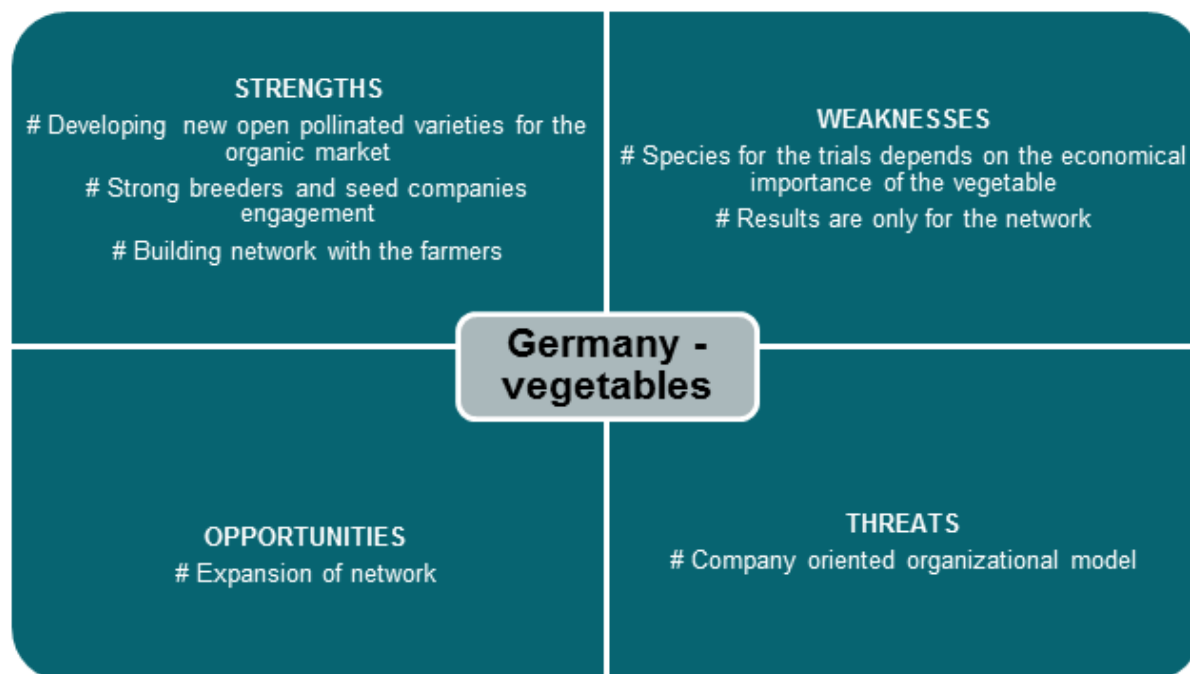 STRENGTHS
# Developing new open pollinated varieties for the
organic market
# Strong breeders and seed companies
engagement
# Building network with the farmers
WEAKNESSES
# Species for the trials depends on the economical
importance of the vegetable
# Results are only for the network
Germany -
vegetables
OPPORTUNITIES
# Expansion of network
THREATS
# Company oriented organizational model